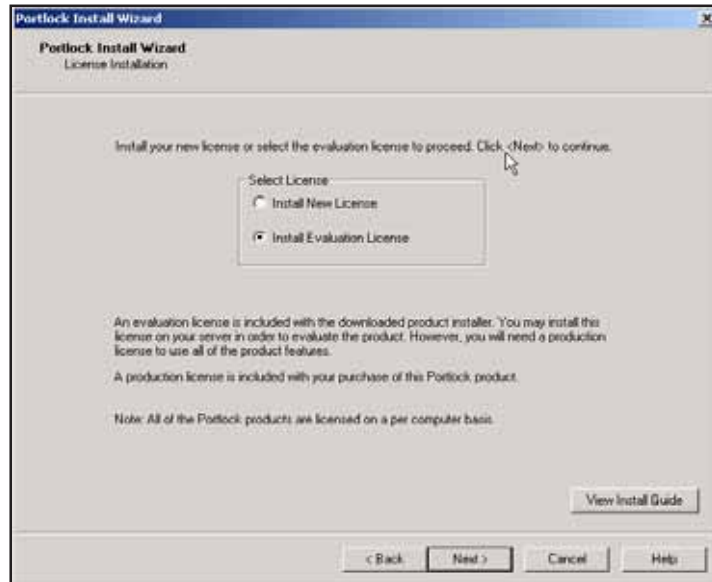 Portlock Install Wizard
Portlock Install Wizard
License Installation
Install your new license or select the evaluation license to proceed. Click <Next> to continue.
Select License
Install New License
Install Evaluation License
An evaluation license is included with the downloaded product installer. You may install this
license on your server in order to evaluate the product. However, you will need a production
license to use all of the product features.
A production license is included with your purchase of this Portlock product.
Note: All of the Portlock products are licensed on a per computer basis.
View Install Guide
< Back
Next >
Cancel
Help